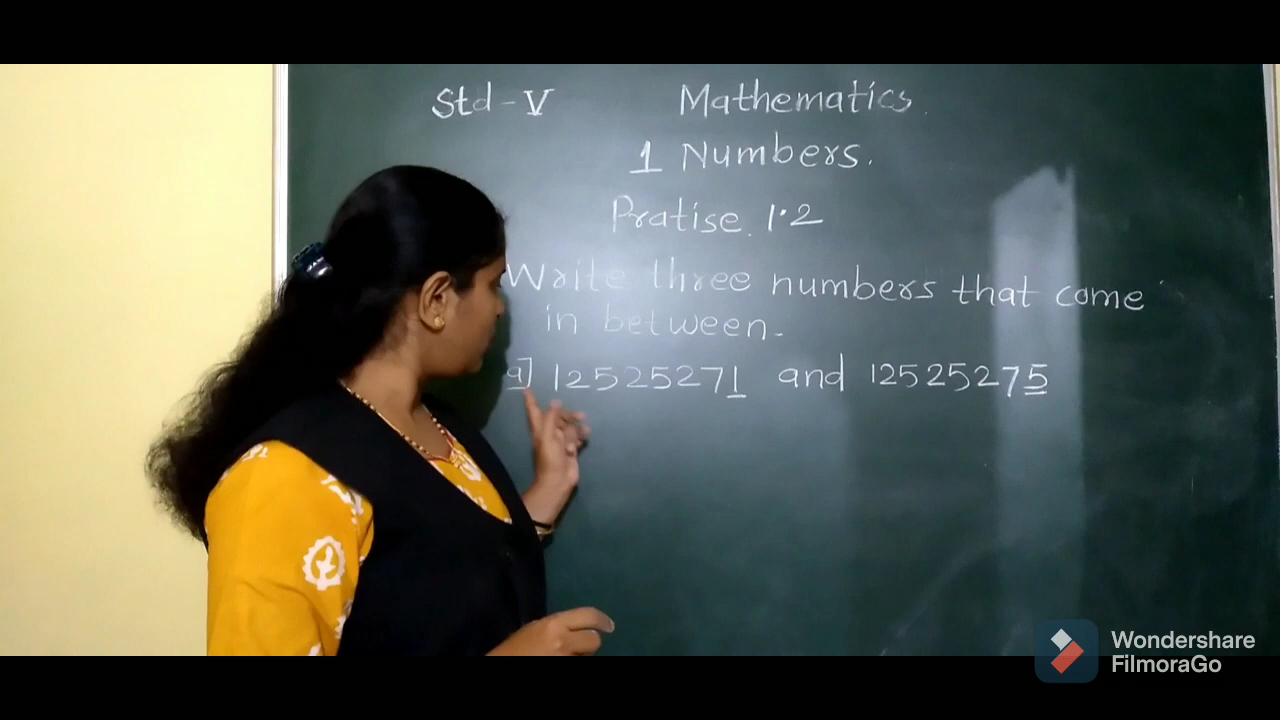 Std - V Mathematics.
1 Numbers.
Pratise. 1.2
Write three numbers that come
in between.
a] 12525271 and 12525275
Wondershare
FilmoraGo